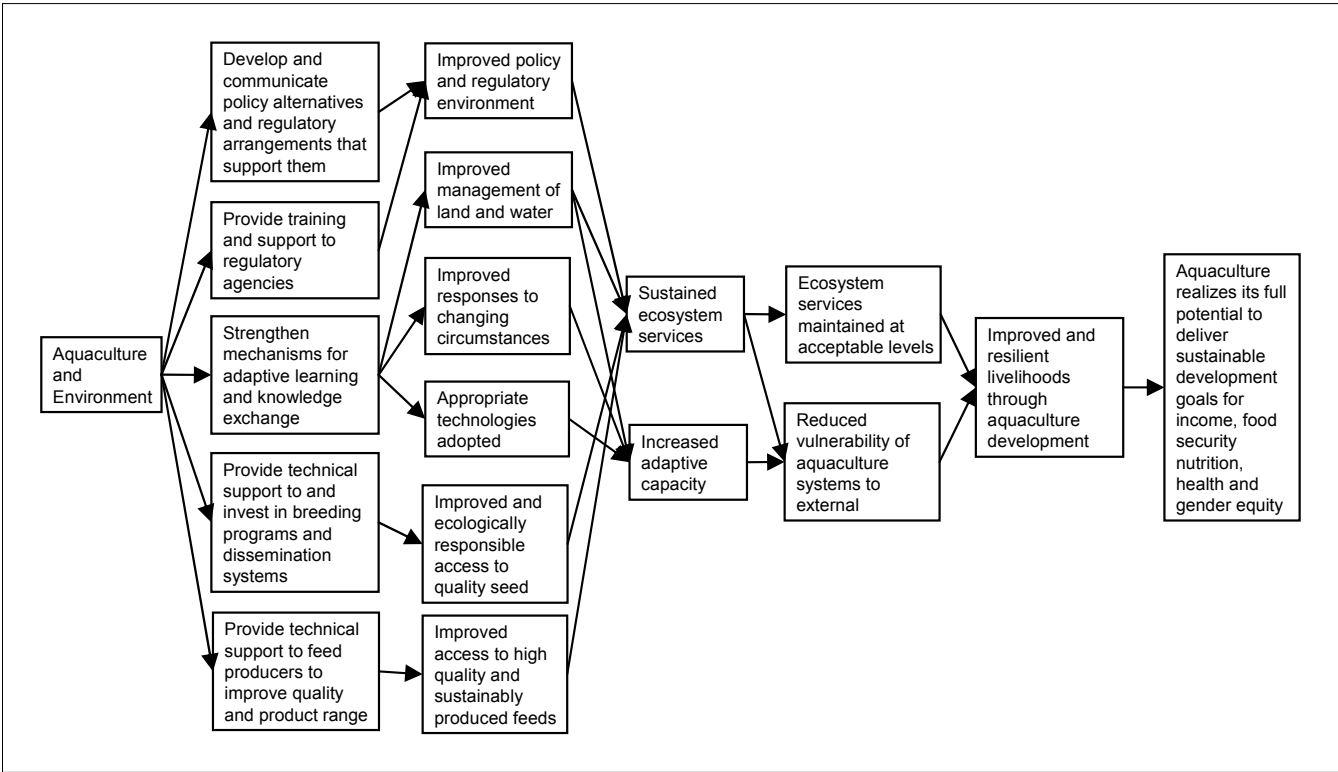 Aquaculture
and
Environment
Develop and
communicate
policy alternatives
and regulatory
arrangements that
support them
Provide training
and support to
regulatory
agencies
Strengthen
mechanisms for
adaptive learning
and knowledge
exchange
Provide technical
support to and
invest in breeding
programs and
dissemination
systems
Provide technical
support to feed
producers to
improve quality
and product range
Improved policy
and regulatory
environment
Improved
management of
land and water
Improved
responses to
changing
circumstances
Appropriate
technologies
adopted
Improved and
ecologically
responsible
access to
quality seed
Improved
access to high
quality and
sustainably
produced feeds
Sustained
ecosystem
services
Increased
adaptive
capacity
Ecosystem
services
maintained at
acceptable levels
Reduced
vulnerability of
aquaculture
systems to
external
Improved and
resilient
livelihoods
through
aquaculture
development
Aquaculture
realizes its full
potential to
deliver
sustainable
development
goals for
income, food
security
nutrition,
health and
gender equity